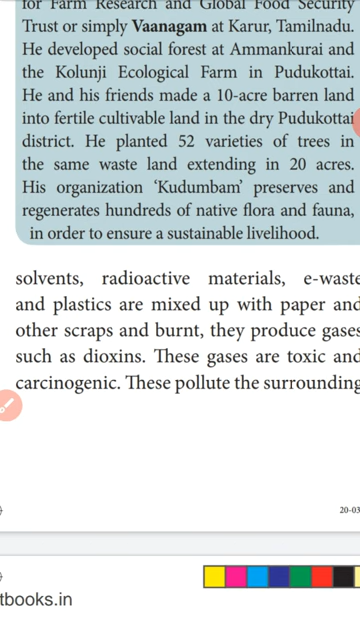 for Farm Research and Global Food Security
Trust or simply Vaanagam at Karur, Tamilnadu.
He developed social forest at Ammankurai and
the Kolunji Ecological Farm in Pudukottai.
He and his friends made a 10-acre barren land
into fertile cultivable land in the dry Pudukottai
district. He planted 52 varieties of trees in
the same waste land extending in 20 acres.
His organization ‘Kudumbam’ preserves and
regenerates hundreds of native flora and fauna,
in order to ensure a sustainable livelihood.
solvents, radioactive materials, e-waste
and plastics are mixed up with paper and
other scraps and burnt, they produce gases
such as dioxins. These gases are toxic and
carcinogenic. These pollute the surrounding
20-03
tbooks.in